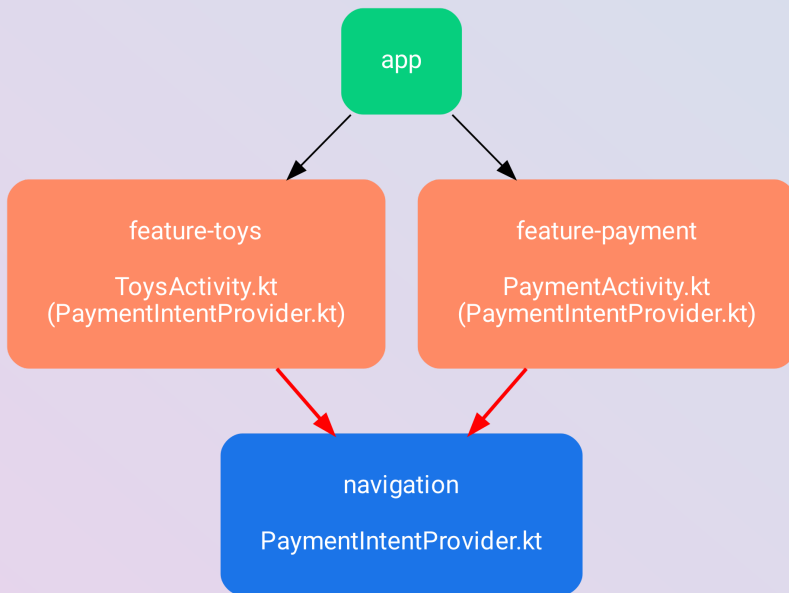 app
feature-toys
ToysActivity.kt
(PaymentIntentProvider.kt)
feature-payment
PaymentActivity.kt
(PaymentIntentProvider.kt)
navigation
PaymentIntentProvider.kt